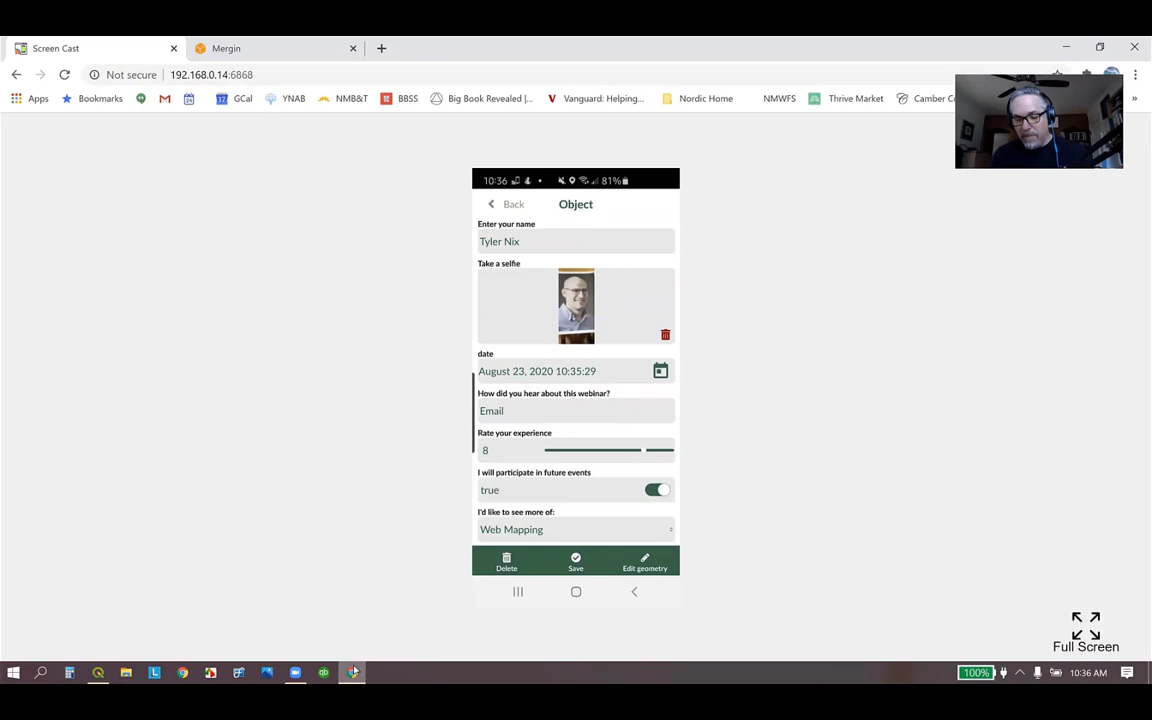 Screen Cast
Mergin
Not secure 192.168.0.14:6868
Apps Bookmarks GCal YNAB NMB&T BBSS Big Book Revealed |... Vanguard: Helping... Nordic Home NMWFS Thrive Market Camber Co
10:36 81%
Back Object
Enter your name
Tyler Nix
Take a selfie
date
August 23, 2020 10:35:29
How did you hear about this webinar?
Email
Rate your experience
8
I will participate in future events
true
I'd like to see more of:
Web Mapping
Delete Save Edit geometry
Full Screen
100% 10:36 AM